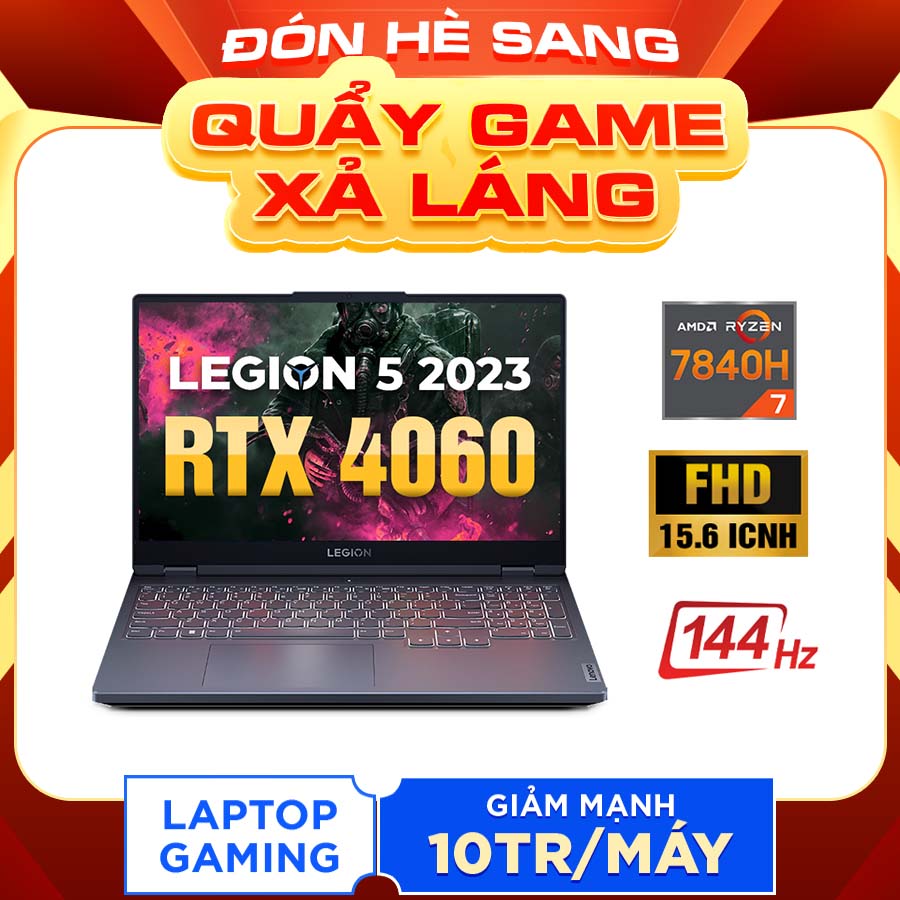 ĐÓN HÈ SANG
QUẨY GAME
XẢ LÁNG
LEGION 5 2023
RTX 4060
LEGION
Lenovo
AMD RYZEN
7840H
7
FHD
15.6 ICNH
144Hz
LAPTOP
GAMING
GIẢM MẠNH
10TR/MÁY